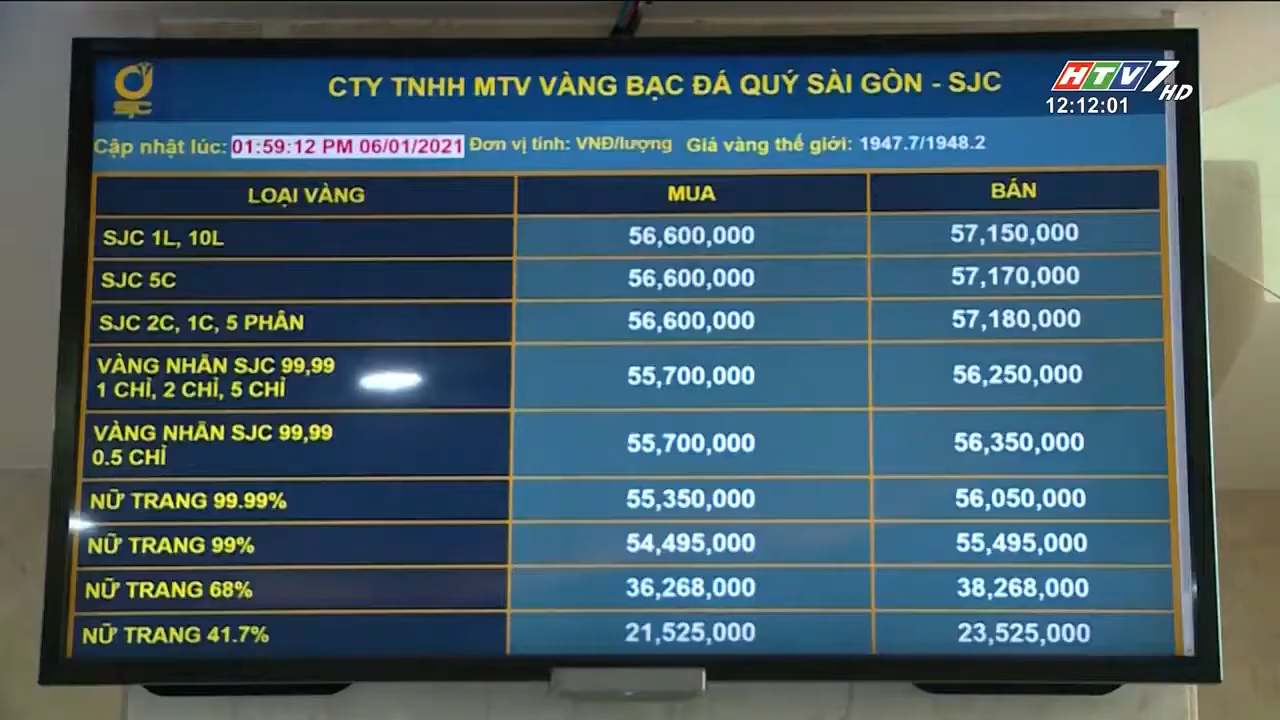 HTV7 HD
12:12:01
SJC
CTY TNHH MTV VÀNG BẠC ĐÁ QUÝ SÀI GÒN - SJC
Cập nhật lúc: 01:59:12 PM 06/01/2021 Đơn vị tính: VNĐ/lượng Giá vàng thế giới: 1947.7/1948.2
LOẠI VÀNG MUA BÁN
SJC 1L, 10L 56,600,000 57,150,000
SJC 5C 56,600,000 57,170,000
SJC 2C, 1C, 5 PHÂN 56,600,000 57,180,000
VÀNG NHẪN SJC 99,99
1 CHỈ, 2 CHỈ, 5 CHỈ 55,700,000 56,250,000
VÀNG NHẪN SJC 99,99
0.5 CHỈ 55,700,000 56,350,000
NỮ TRANG 99.99% 55,350,000 56,050,000
NỮ TRANG 99% 54,495,000 55,495,000
NỮ TRANG 68% 36,268,000 38,268,000
NỮ TRANG 41.7% 21,525,000 23,525,000